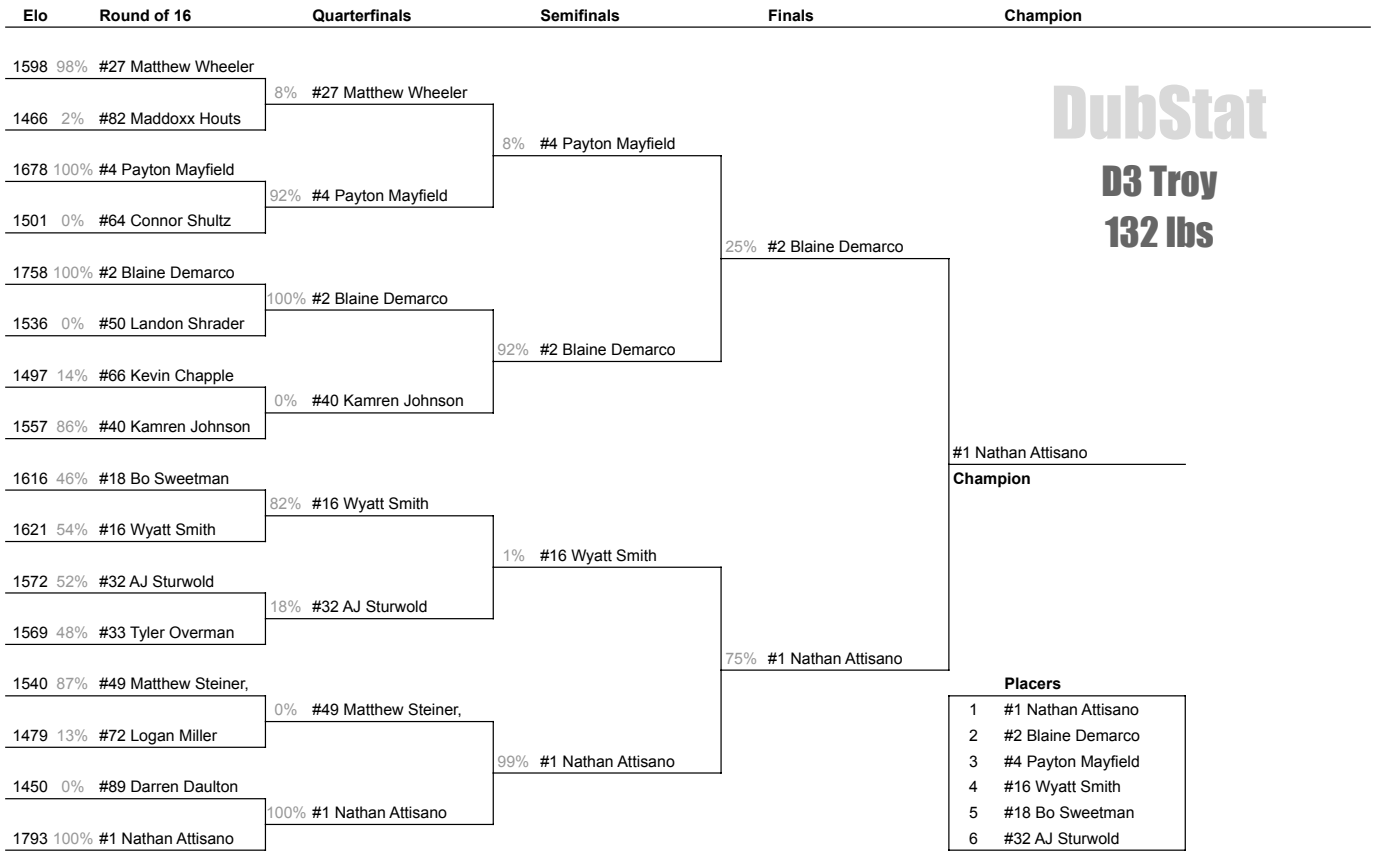 Elo Round of 16 Quarterfinals Semifinals Finals Champion
1598 98% #27 Matthew Wheeler
8% #27 Matthew Wheeler
DubStat
1466 2% #82 Maddoxx Houts
8% #4 Payton Mayfield
1678 100% #4 Payton Mayfield
D3 Troy
92% #4 Payton Mayfield
1501 0% #64 Connor Shultz
132 lbs
25% #2 Blaine Demarco
1758 100% #2 Blaine Demarco
100% #2 Blaine Demarco
1536 0% #50 Landon Shrader
92% #2 Blaine Demarco
1497 14% #66 Kevin Chapple
0% #40 Kamren Johnson
1557 86% #40 Kamren Johnson
#1 Nathan Attisano
1616 46% #18 Bo Sweetman
Champion
82% #16 Wyatt Smith
1621 54% #16 Wyatt Smith
1% #16 Wyatt Smith
1572 52% #32 AJ Sturwold
18% #32 AJ Sturwold
1569 48% #33 Tyler Overman
75% #1 Nathan Attisano
1540 87% #49 Matthew Steiner,
Placers
0% #49 Matthew Steiner,
1 #1 Nathan Attisano
1479 13% #72 Logan Miller
2 #2 Blaine Demarco
99% #1 Nathan Attisano
3 #4 Payton Mayfield
1450 0% #89 Darren Daulton
4 #16 Wyatt Smith
100% #1 Nathan Attisano
5 #18 Bo Sweetman
1793 100% #1 Nathan Attisano
6 #32 AJ Sturwold